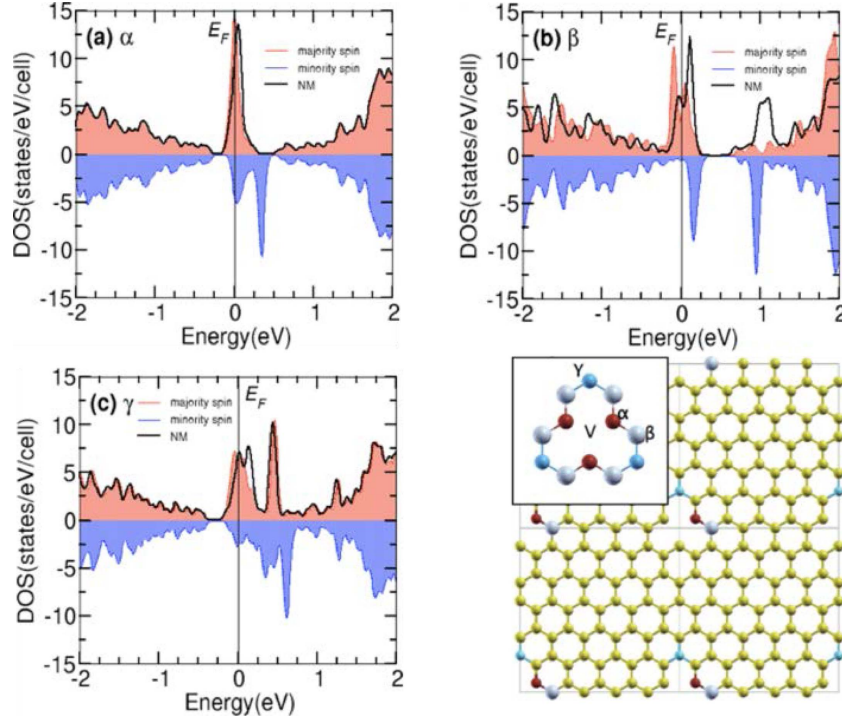 (a) α
E_F
majority spin
minority spin
NM
15
10
5
0
-5
-10
-15
-2
-1
0
1
2
DOS(states/eV/cell)
Energy(eV)
(b) β
E_F
majority spin
minority spin
NM
15
10
5
0
-5
-10
-15
-2
-1
0
1
2
DOS(states/eV/cell)
Energy(eV)
(c) γ
E_F
majority spin
minority spin
NM
15
10
5
0
-5
-10
-15
-2
-1
0
1
2
DOS(states/eV/cell)
Energy(eV)
γ
α
V
β